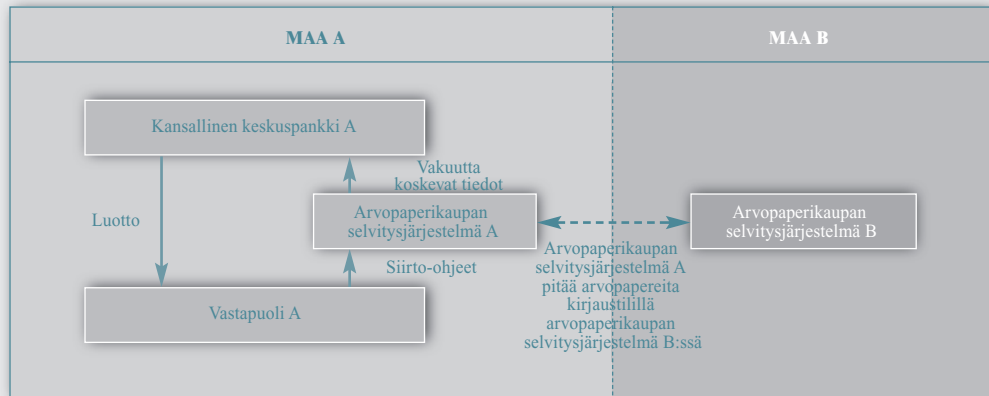 MAA A
MAA B
Kansallinen keskuspankki A
Vakuutta
koskevat tiedot
Luotto
Arvopaperikaupan
selvitysjärjestelmä A
Arvopaperikaupan
selvitysjärjestelmä B
Siirto-ohjeet
Arvopaperikaupan
selvitysjärjestelmä A
pitää arvopapereita
kirjaustilillä
arvopaperikaupan
selvitysjärjestelmä B:ssä
Vastapuoli A